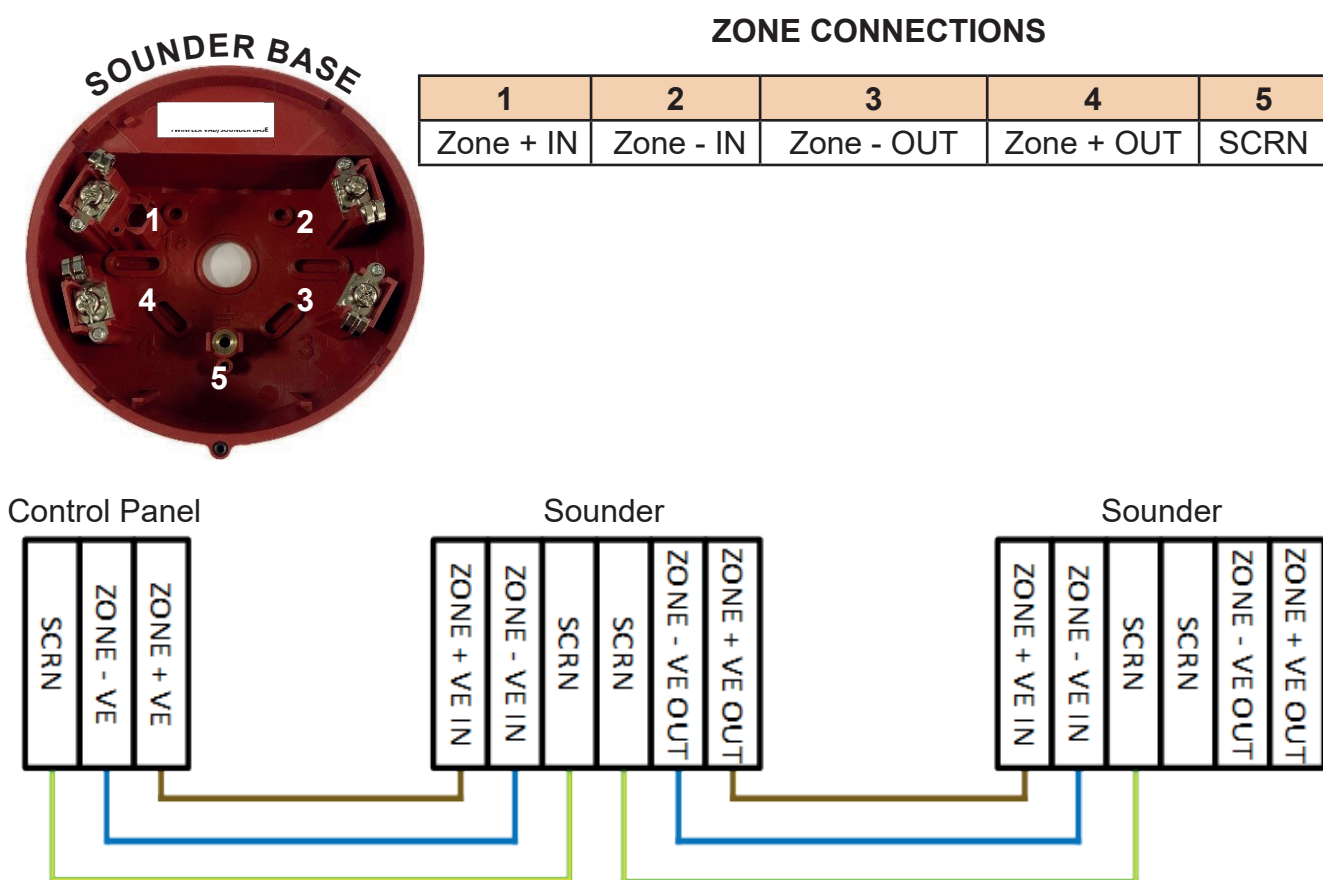 ZONE CONNECTIONS
SOUNDER BASE
1 2 3 4 5
Zone + IN Zone - IN Zone - OUT Zone + OUT SCRN
1
2
4
3
5
Control Panel
SCRN
ZONE - VE
ZONE + VE
Sounder
ZONE + VE IN
ZONE - VE IN
SCRN
SCRN
ZONE - VE OUT
ZONE + VE OUT
Sounder
ZONE + VE IN
ZONE - VE IN
SCRN
SCRN
ZONE - VE OUT
ZONE + VE OUT